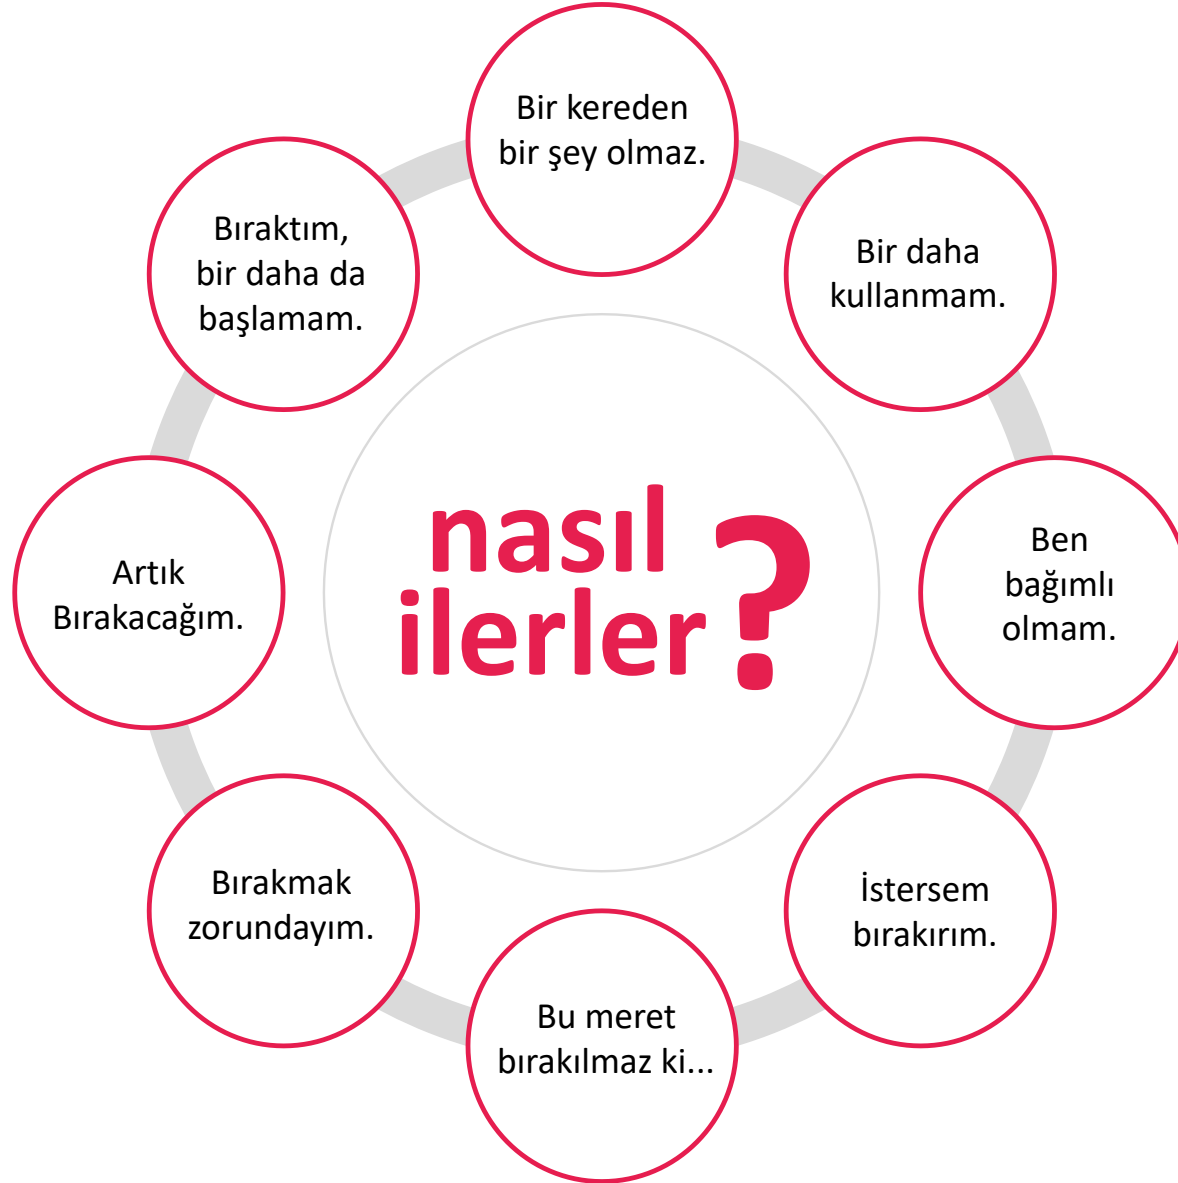 Bir kereden
bir şey olmaz.
Bir daha
kullanmam.
Ben
bağımlı
olmam.
İstersem
bırakırım.
Bu meret
bırakılmaz ki...
Bırakmak
zorundayım.
Artık
Bırakacağım.
Bıraktım,
bir daha da
başlamam.
nasıl
ilerler?